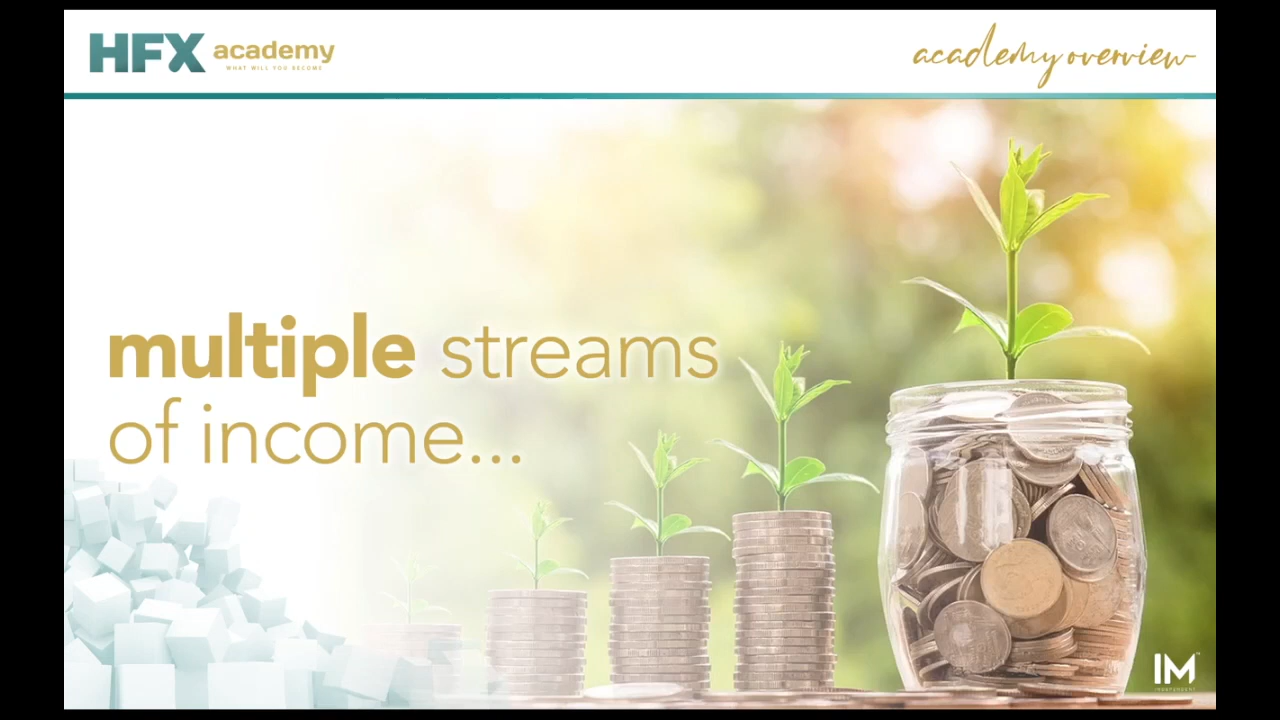 HFX academy
WHAT WILL YOU BECOME
academy overview
multiple streams
of income...
IM